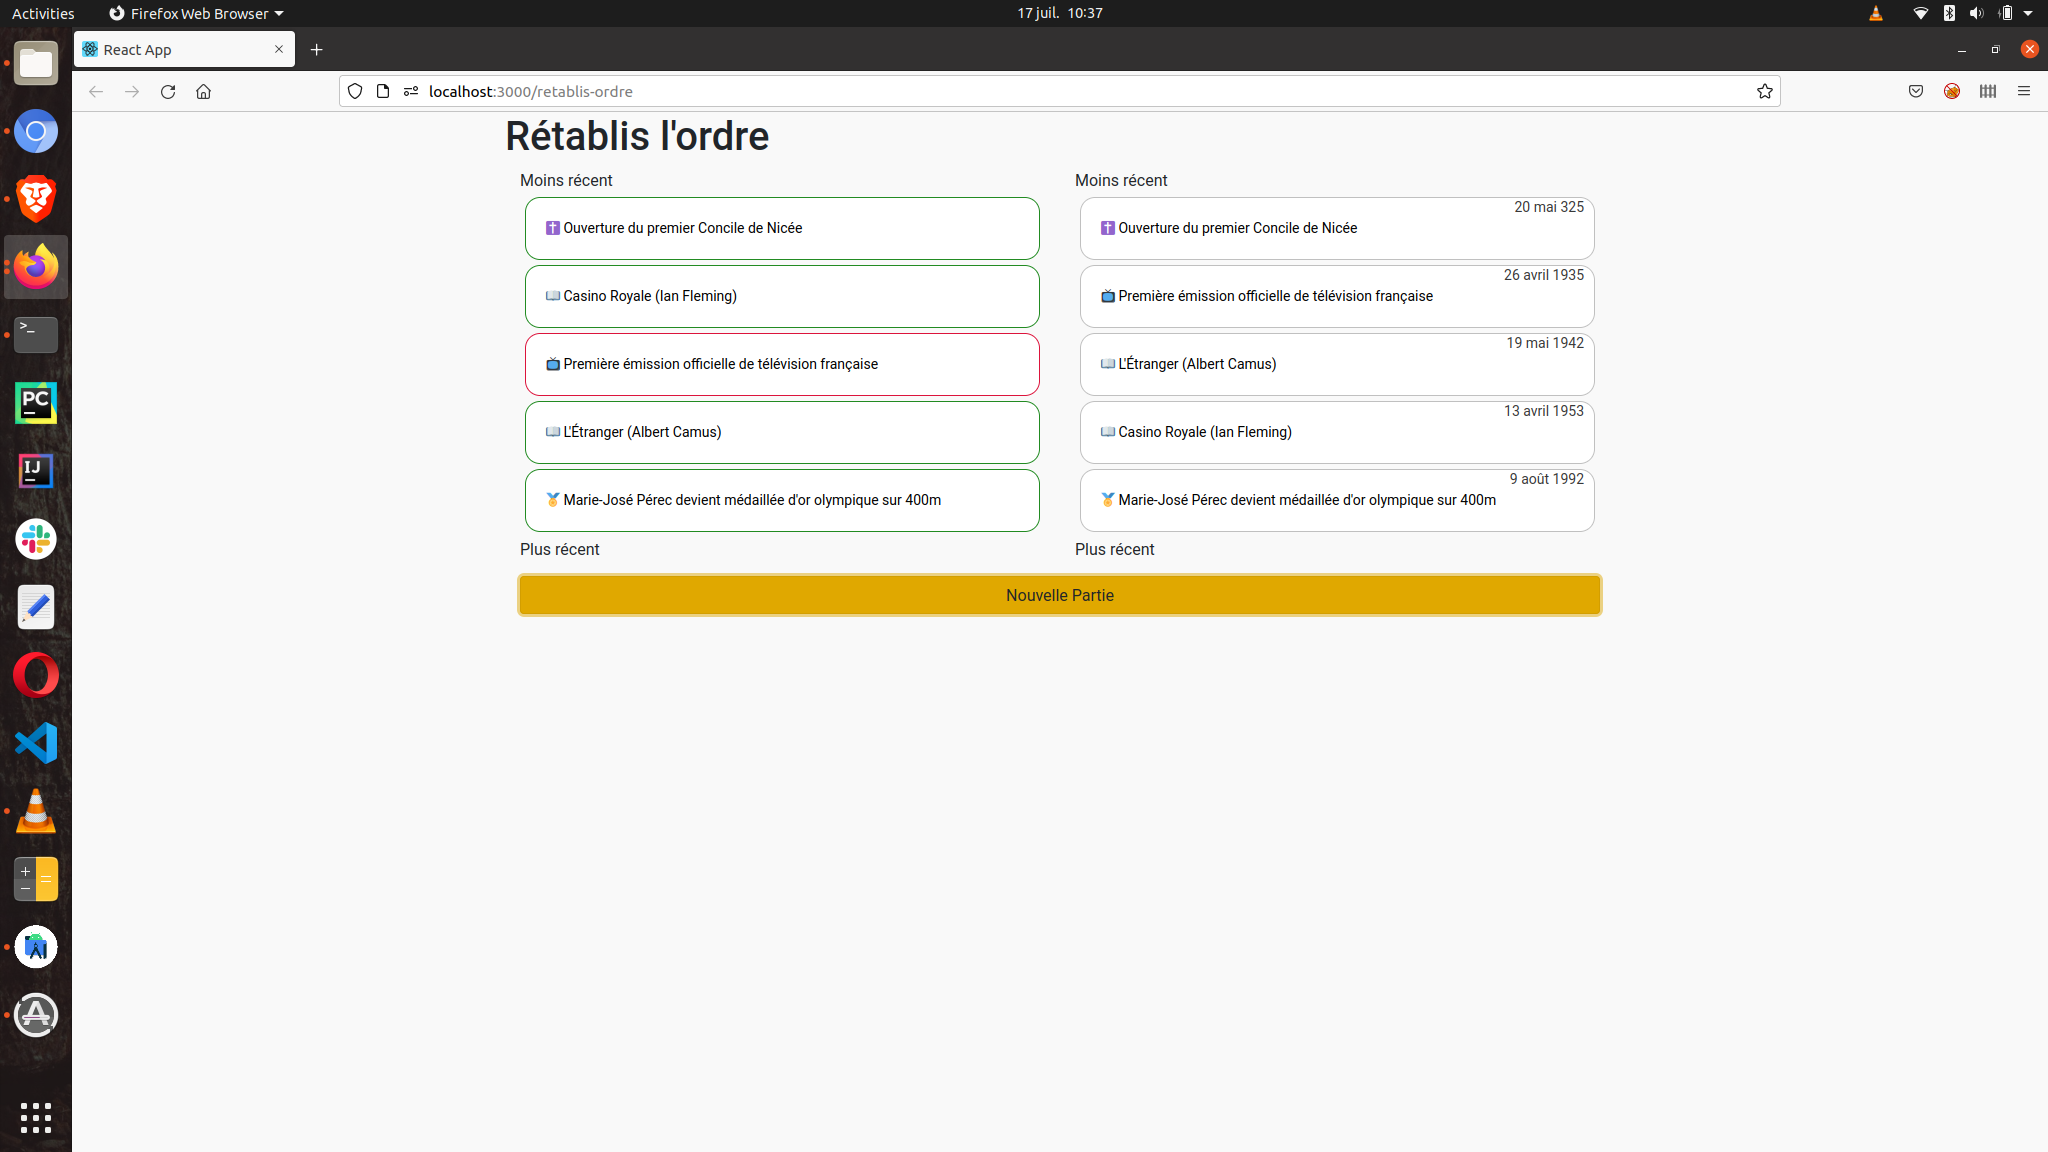 Activities
Firefox Web Browser
17 juil. 10:37
React App
localhost:3000/retablis-ordre
Rétablis l'ordre
Moins récent
Ouverture du premier Concile de Nicée
Casino Royale (Ian Fleming)
Première émission officielle de télévision française
L'Étranger (Albert Camus)
Marie-José Pérec devient médaillée d'or olympique sur 400m
Plus récent
Moins récent
20 mai 325
Ouverture du premier Concile de Nicée
26 avril 1935
Première émission officielle de télévision française
19 mai 1942
L'Étranger (Albert Camus)
13 avril 1953
Casino Royale (Ian Fleming)
9 août 1992
Marie-José Pérec devient médaillée d'or olympique sur 400m
Plus récent
Nouvelle Partie
>_
PC
IJ